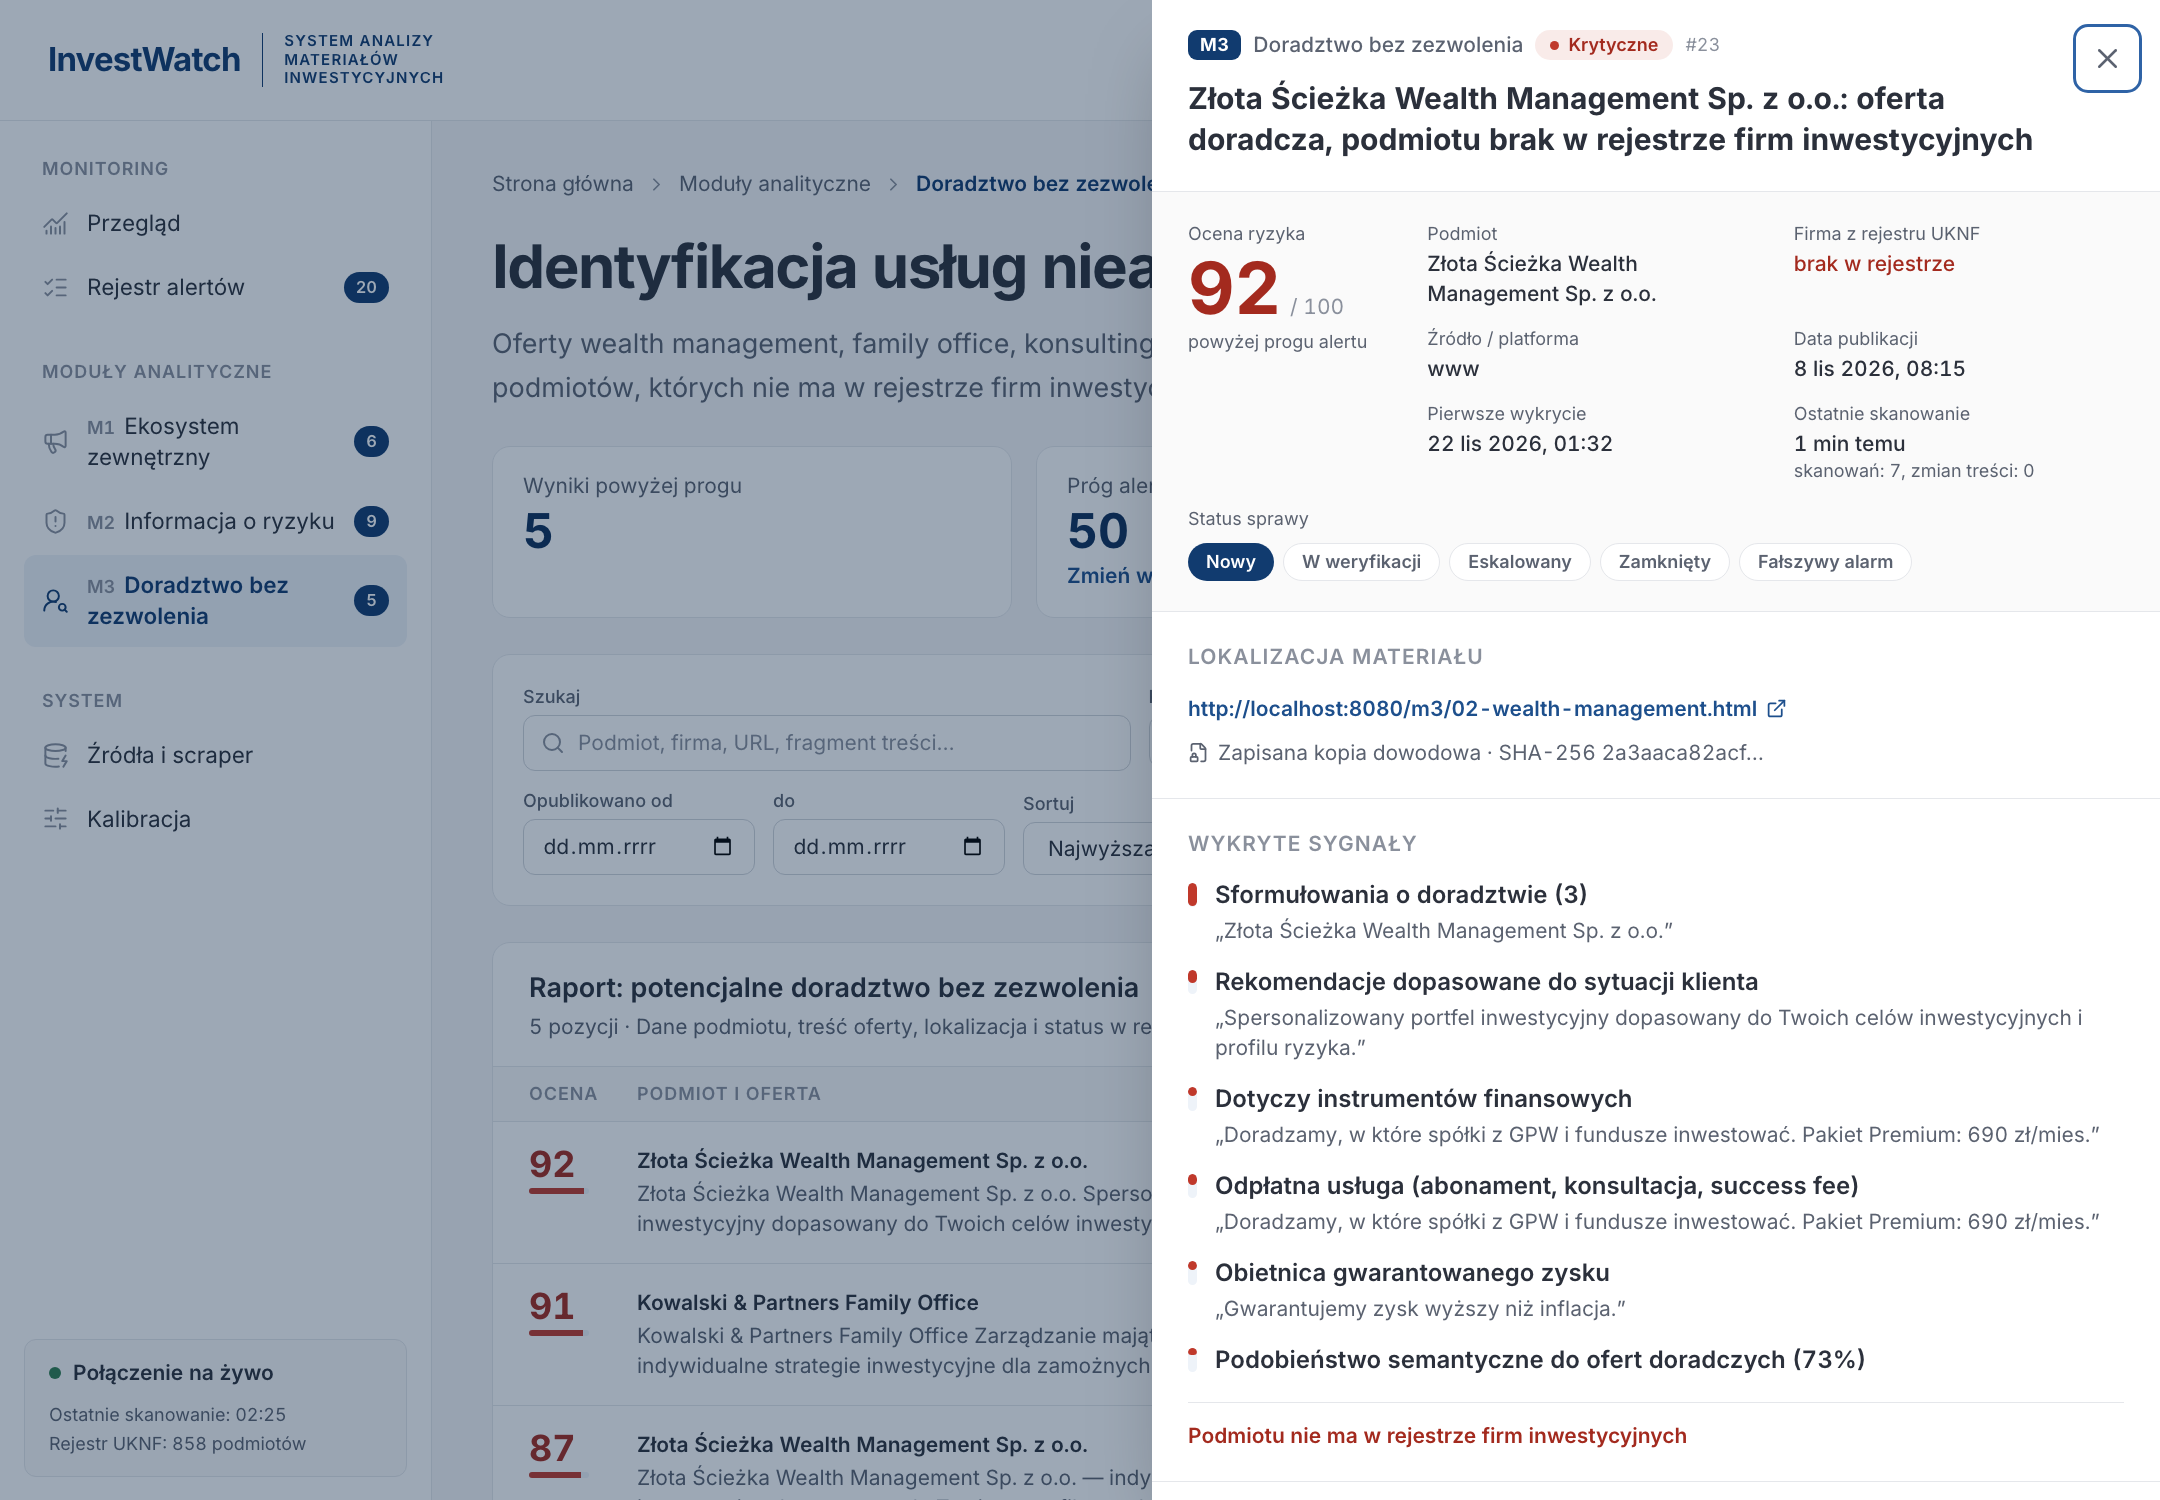 InvestWatch
SYSTEM ANALIZY
MATERIAŁÓW
INWESTYCYJNYCH
MONITORING
Przegląd
Rejestr alertów 20
MODUŁY ANALITYCZNE
M1 Ekosystem
zewnętrzny 6
M2 Informacja o ryzyku 9
M3 Doradztwo bez
zezwolenia 5
SYSTEM
Źródła i scraper
Kalibracja
Połączenie na żywo
Ostatnie skanowanie: 02:25
Rejestr UKNF: 858 podmiotów
Strona główna > Moduły analityczne > Doradztwo bez zezwole
Identyfikacja usług niea
Oferty wealth management, family office, konsulting
podmiotów, których nie ma w rejestrze firm inwestyc
Wyniki powyżej progu
5
Próg aler
50
Zmień w
Szukaj
Podmiot, firma, URL, fragment treści...
Opublikowano od
dd.mm.rrrr
do
dd.mm.rrrr
Sortuj
Najwyższa
Raport: potencjalne doradztwo bez zezwolenia
5 pozycji · Dane podmiotu, treść oferty, lokalizacja i status w re
OCENA PODMIOT I OFERTA
92 Złota Ścieżka Wealth Management Sp. z o.o.
Złota Ścieżka Wealth Management Sp. z o.o. Sperso
inwestycyjny dopasowany do Twoich celów inwesty
91 Kowalski & Partners Family Office
Kowalski & Partners Family Office Zarządzanie mają
indywidualne strategie inwestycyjne dla zamożnych
87 Złota Ścieżka Wealth Management Sp. z o.o.
Złota Ścieżka Wealth Management Sp. z o.o. — indy
M3 Doradztwo bez zezwolenia Krytyczne #23
Złota Ścieżka Wealth Management Sp. z o.o.: oferta
doradcza, podmiotu brak w rejestrze firm inwestycyjnych
Ocena ryzyka
92 / 100
powyżej progu alertu
Podmiot
Złota Ścieżka Wealth
Management Sp. z o.o.
Firma z rejestru UKNF
brak w rejestrze
Źródło / platforma
www
Data publikacji
8 lis 2026, 08:15
Pierwsze wykrycie
22 lis 2026, 01:32
Ostatnie skanowanie
1 min temu
skanowań: 7, zmian treści: 0
Status sprawy
Nowy W weryfikacji Eskalowany Zamknięty Fałszywy alarm
LOKALIZACJA MATERIAŁU
http://localhost:8080/m3/02-wealth-management.html
Zapisana kopia dowodowa · SHA-256 2a3aaca82acf…
WYKRYTE SYGNAŁY
Sformułowania o doradztwie (3)
„Złota Ścieżka Wealth Management Sp. z o.o.”
Rekomendacje dopasowane do sytuacji klienta
„Spersonalizowany portfel inwestycyjny dopasowany do Twoich celów inwestycyjnych i
profilu ryzyka.”
Dotyczy instrumentów finansowych
„Doradzamy, w które spółki z GPW i fundusze inwestować. Pakiet Premium: 690 zł/mies.”
Odpłatna usługa (abonament, konsultacja, success fee)
„Doradzamy, w które spółki z GPW i fundusze inwestować. Pakiet Premium: 690 zł/mies.”
Obietnica gwarantowanego zysku
„Gwarantujemy zysk wyższy niż inflacja.”
Podobieństwo semantyczne do ofert doradczych (73%)
Podmiotu nie ma w rejestrze firm inwestycyjnych